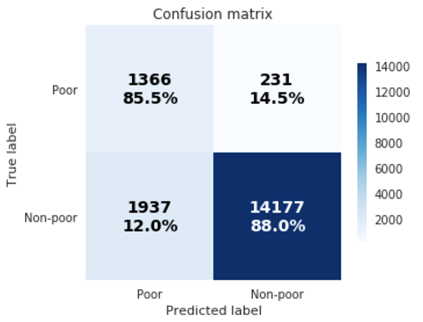 Confusion matrix
True label
Poor
1366
85.5%
231
14.5%
Non-poor
1937
12.0%
14177
88.0%
Poor
Non-poor
Predicted label
14000
12000
10000
8000
6000
4000
2000